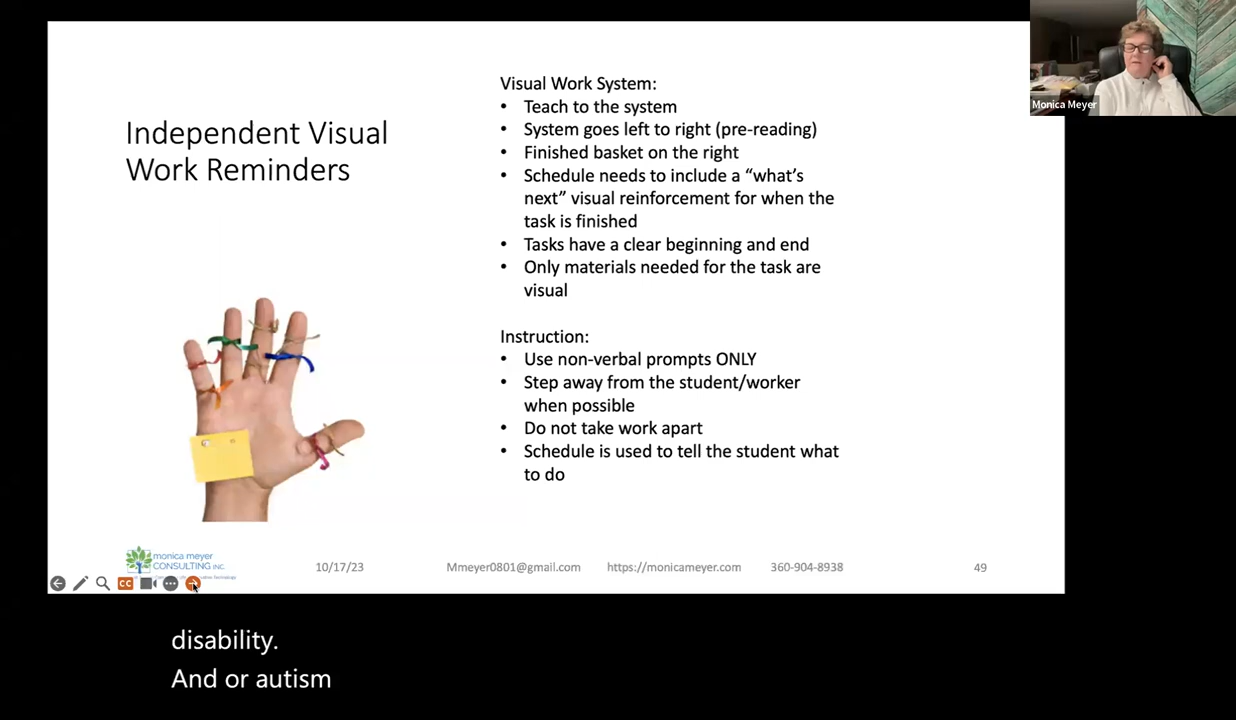 Independent Visual
Work Reminders
Visual Work System:
• Teach to the system
• System goes left to right (pre-reading)
• Finished basket on the right
• Schedule needs to include a “what’s
next” visual reinforcement for when the
task is finished
• Tasks have a clear beginning and end
• Only materials needed for the task are
visual
Instruction:
• Use non-verbal prompts ONLY
• Step away from the student/worker
when possible
• Do not take work apart
• Schedule is used to tell the student what
to do
Monica Meyer
monica meyer
CONSULTING INC.
10/17/23
Mmeyer0801@gmail.com
https://monicameyer.com
360-904-8938
49
CC
disability.
And or autism